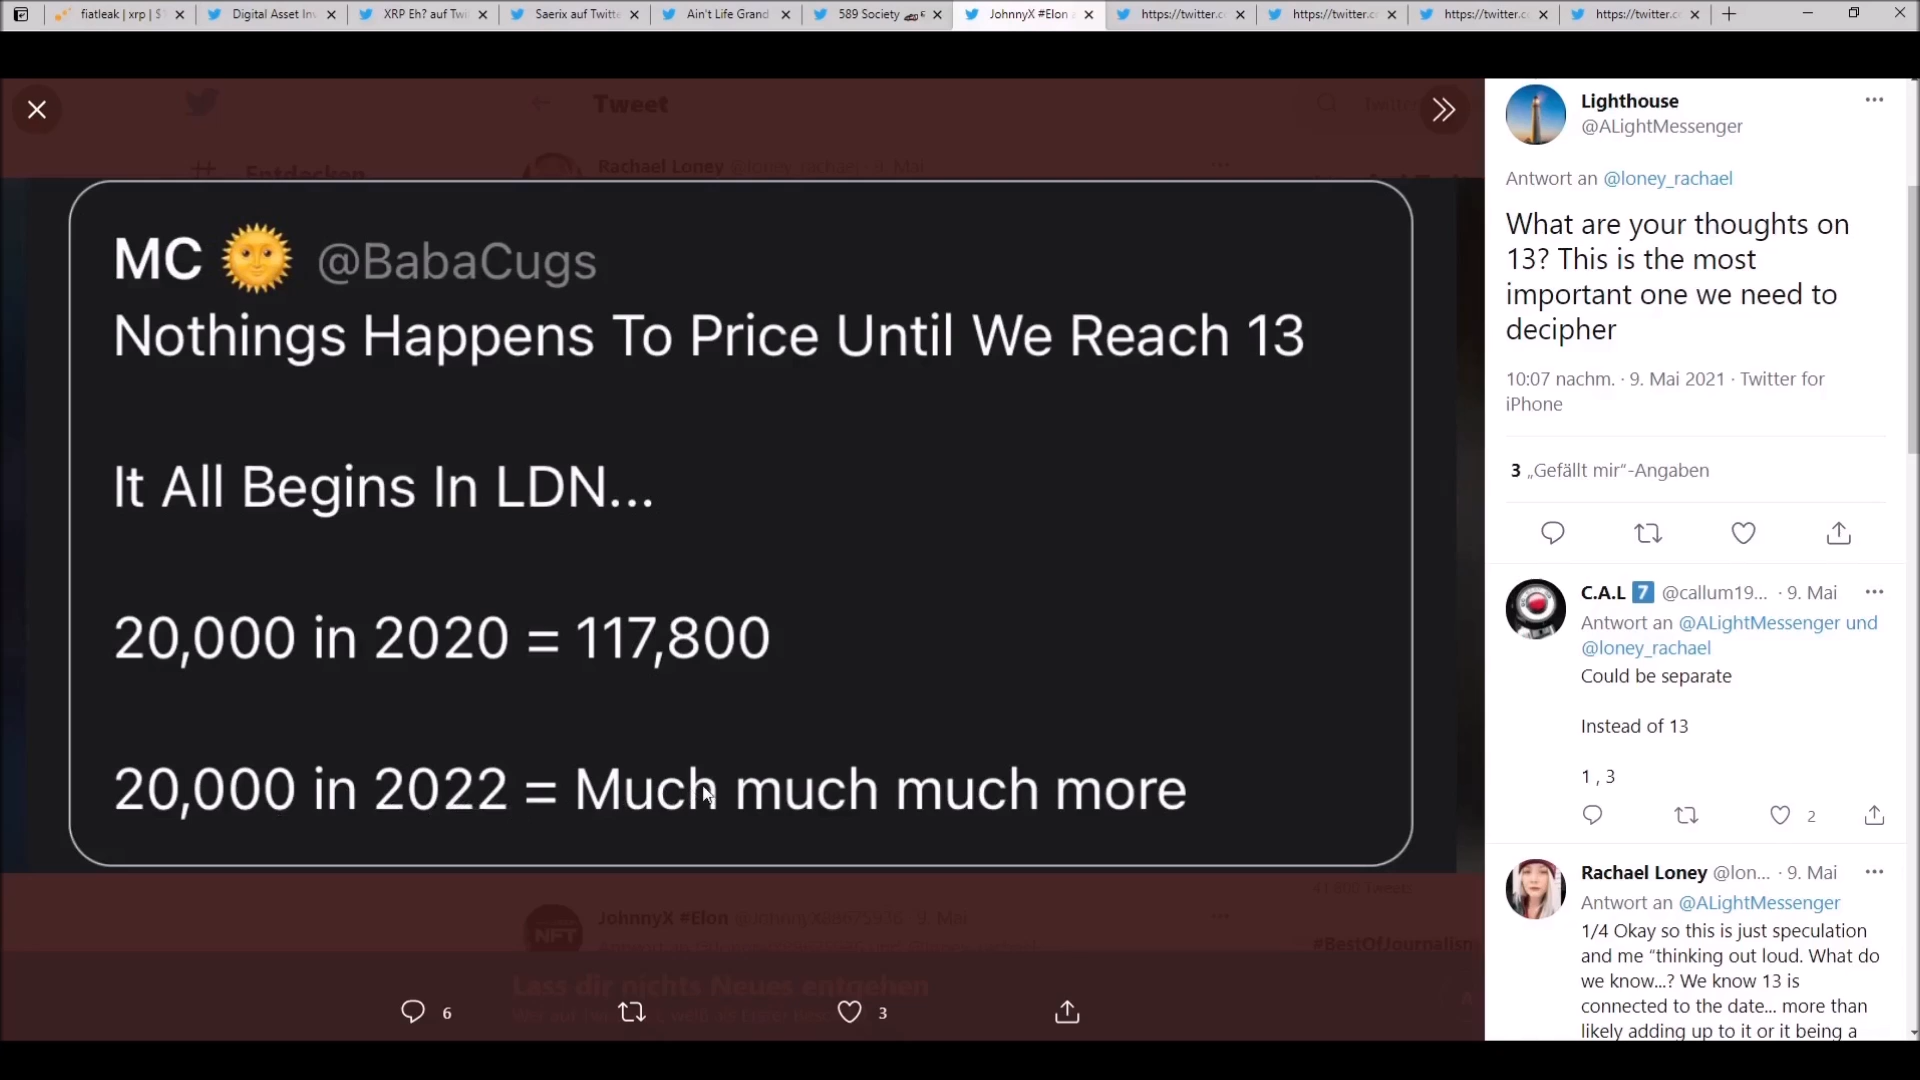 fiatleak | xrp | $
Digital Asset In
XRP Eh? auf Twi
Saerix auf Twitte
Ain't Life Grand
589 Society
JohnnyX #Elon
https://twitter.c
https://twitter.c
https://twitter.c
https://twitter.c
Tweet
Entdecken
Rachael Loney @loney_rachael · 9. Mai
MC 🌞 @BabaCugs
Nothings Happens To Price Until We Reach 13
It All Begins In LDN...
20,000 in 2020 = 117,800
20,000 in 2022 = Much much much more
JohnnyX #Elon
NFT
#BestOfJournalism
Lass dir nichts Neues entgehen
6
3
Lighthouse
@ALightMessenger
Antwort an @loney_rachael
What are your thoughts on
13? This is the most
important one we need to
decipher
10:07 nachm. · 9. Mai 2021 · Twitter for
iPhone
3 „Gefällt mir“-Angaben
C.A.L 7 @callum19... · 9. Mai
Antwort an @ALightMessenger und
@loney_rachael
Could be separate
Instead of 13
1 , 3
2
Rachael Loney @lon... · 9. Mai
Antwort an @ALightMessenger
1/4 Okay so this is just speculation
and me “thinking out loud. What do
we know...? We know 13 is
connected to the date... more than
likely adding up to it or it being a